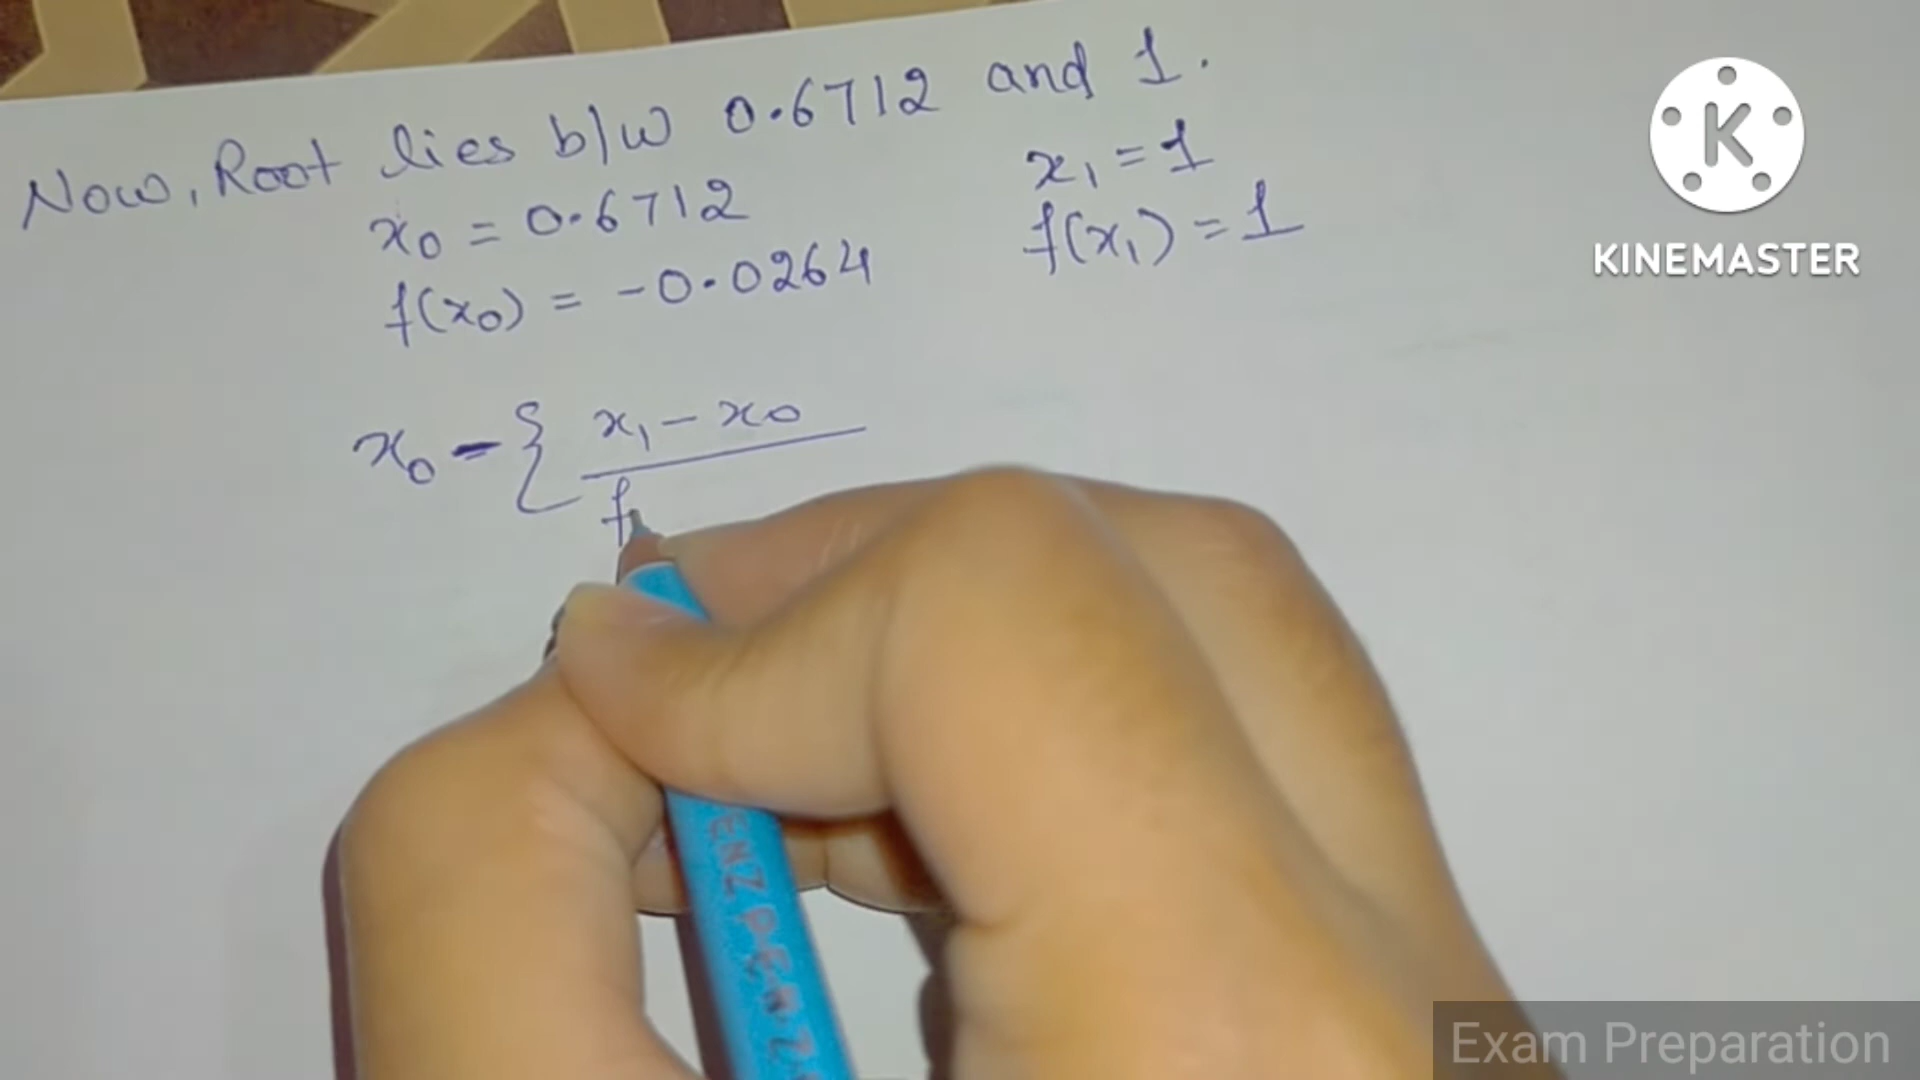 Now, Root lies b/w 0.6712 and 1.
x₀ = 0.6712 x₁ = 1
f(x₀) = -0.0264 f(x₁) = 1
x₀ - { x₁ - x₀
f
K
KINEMASTER
ENZPEN
Exam Preparation